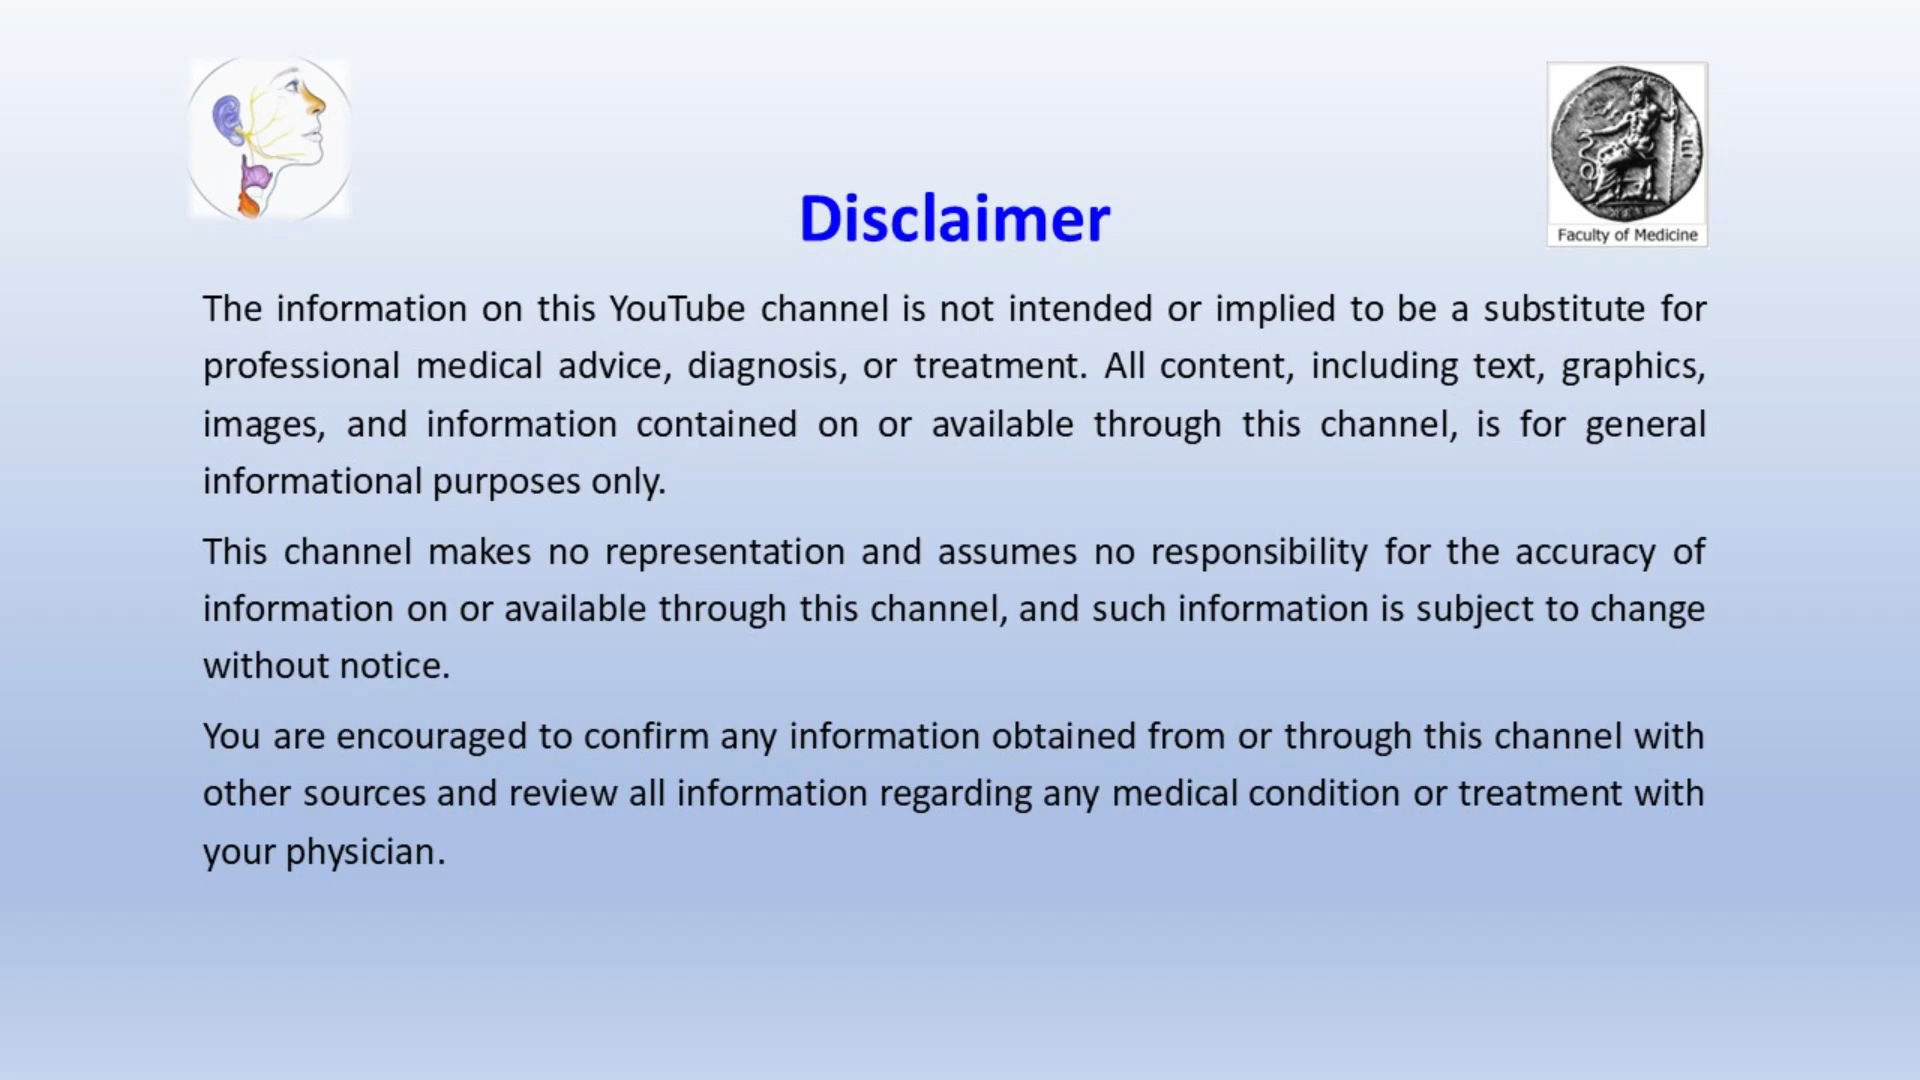 Faculty of Medicine
Disclaimer
The information on this YouTube channel is not intended or implied to be a substitute for
professional medical advice, diagnosis, or treatment. All content, including text, graphics,
images, and information contained on or available through this channel, is for general
informational purposes only.
This channel makes no representation and assumes no responsibility for the accuracy of
information on or available through this channel, and such information is subject to change
without notice.
You are encouraged to confirm any information obtained from or through this channel with
other sources and review all information regarding any medical condition or treatment with
your physician.